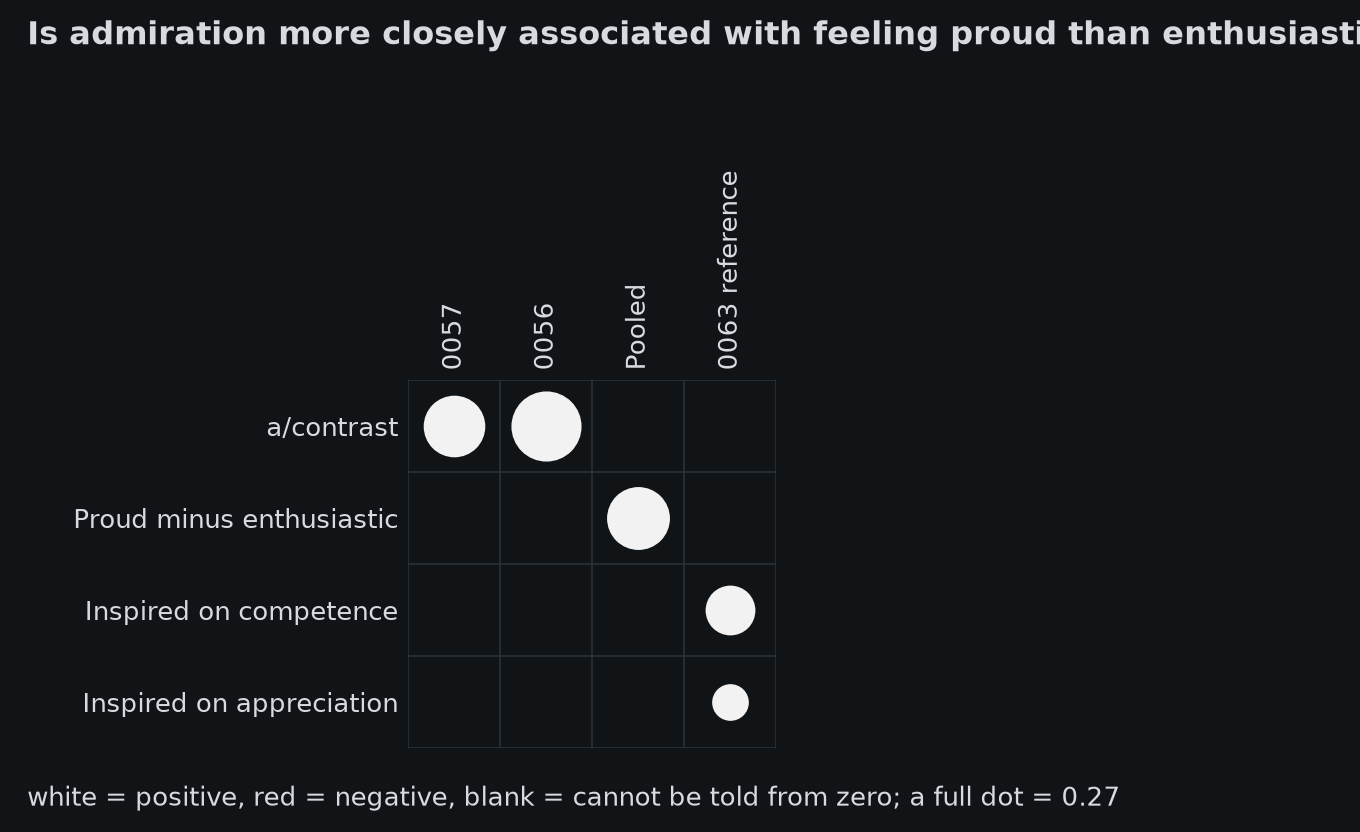 Is admiration more closely associated with feeling proud than
0057
0056
Pooled
0063 reference
a/contrast
Proud minus enthusiastic
Inspired on competence
Inspired on appreciation
white = positive, red = negative, blank = cannot be told from zero; a full dot = 0.27